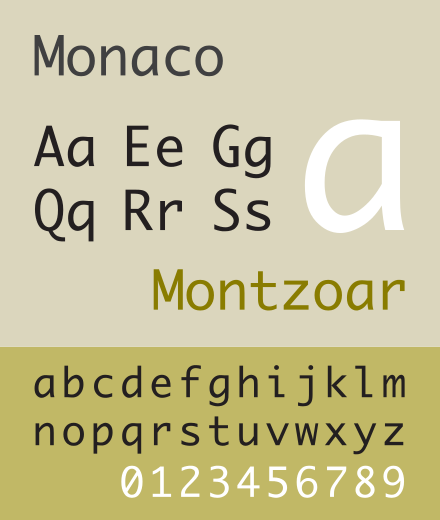 Monaco
Aa Ee Gg
Qq Rr Ss
a
Montzoar
abcdefghijklm
nopqrstuvwxyz
0123456789